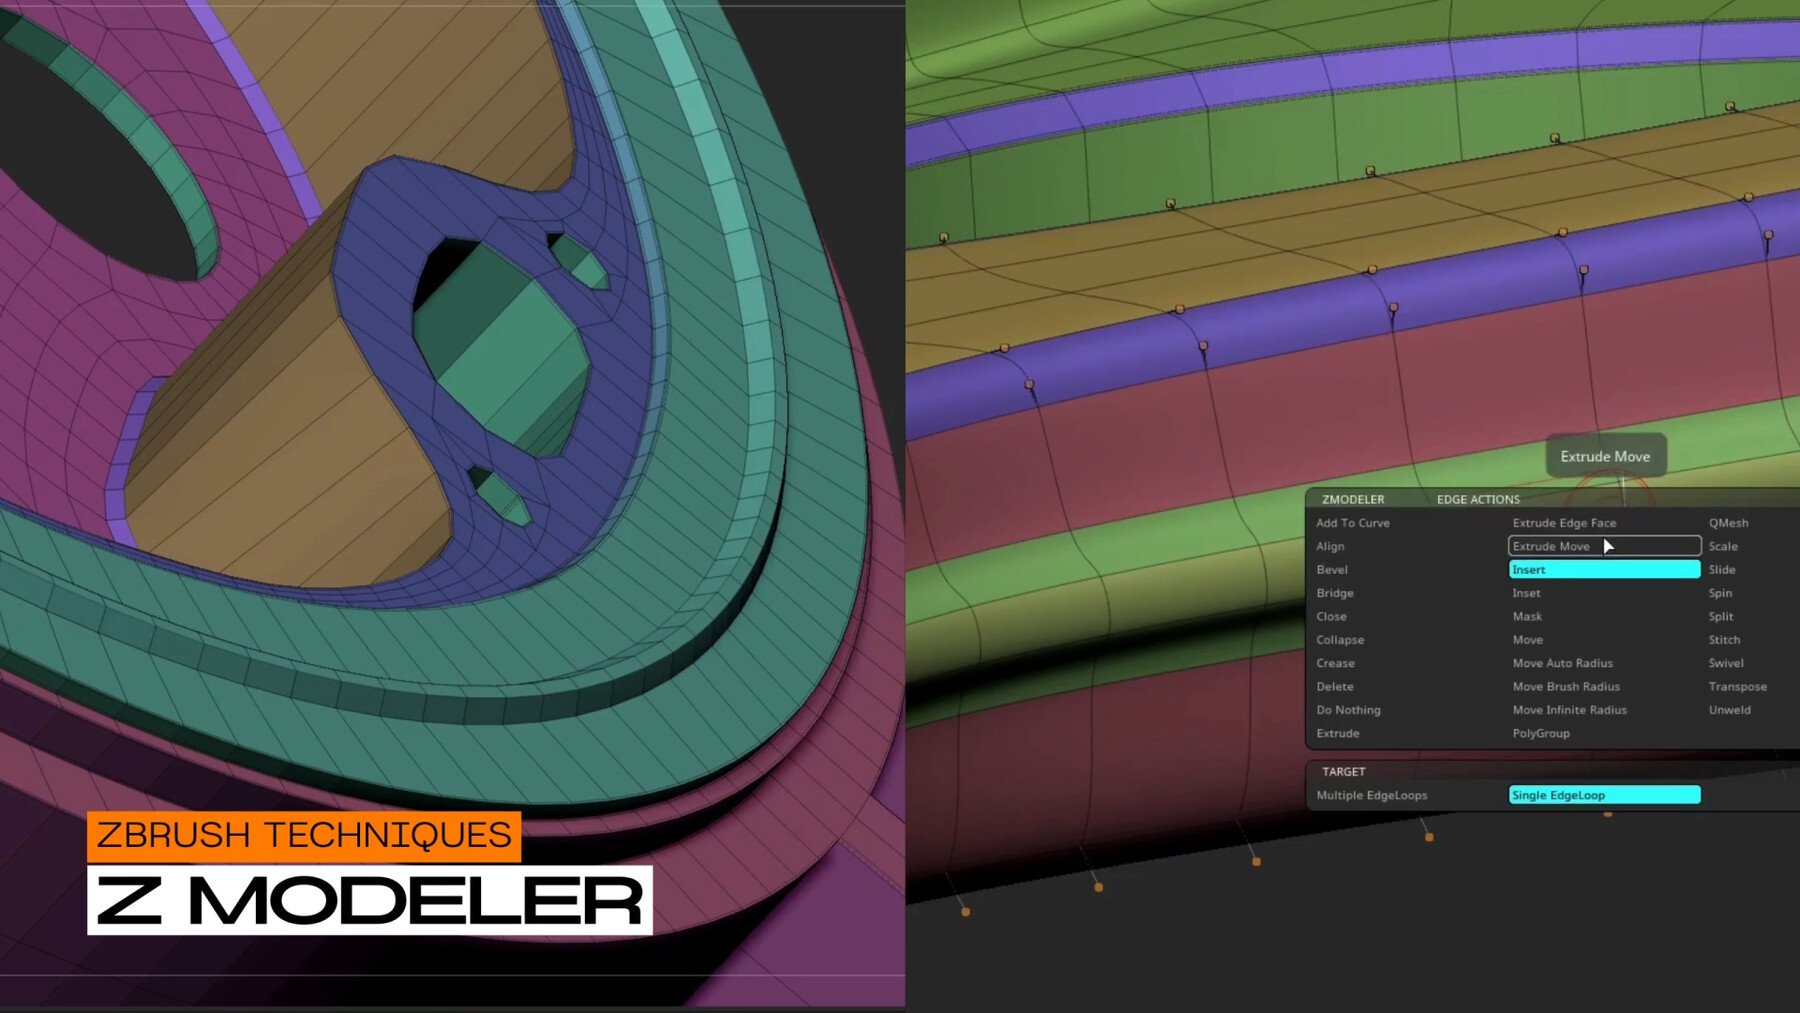 ZBRUSH TECHNIQUES
Z MODELER
Extrude Move
ZMODELER EDGE ACTIONS
Add To Curve Extrude Edge Face QMesh
Align Extrude Move Scale
Bevel Insert Slide
Bridge Inset Spin
Close Mask Split
Collapse Move Stitch
Crease Move Auto Radius Swivel
Delete Move Brush Radius Transpose
Do Nothing Move Infinite Radius Unweld
Extrude PolyGroup
TARGET
Multiple EdgeLoops Single EdgeLoop